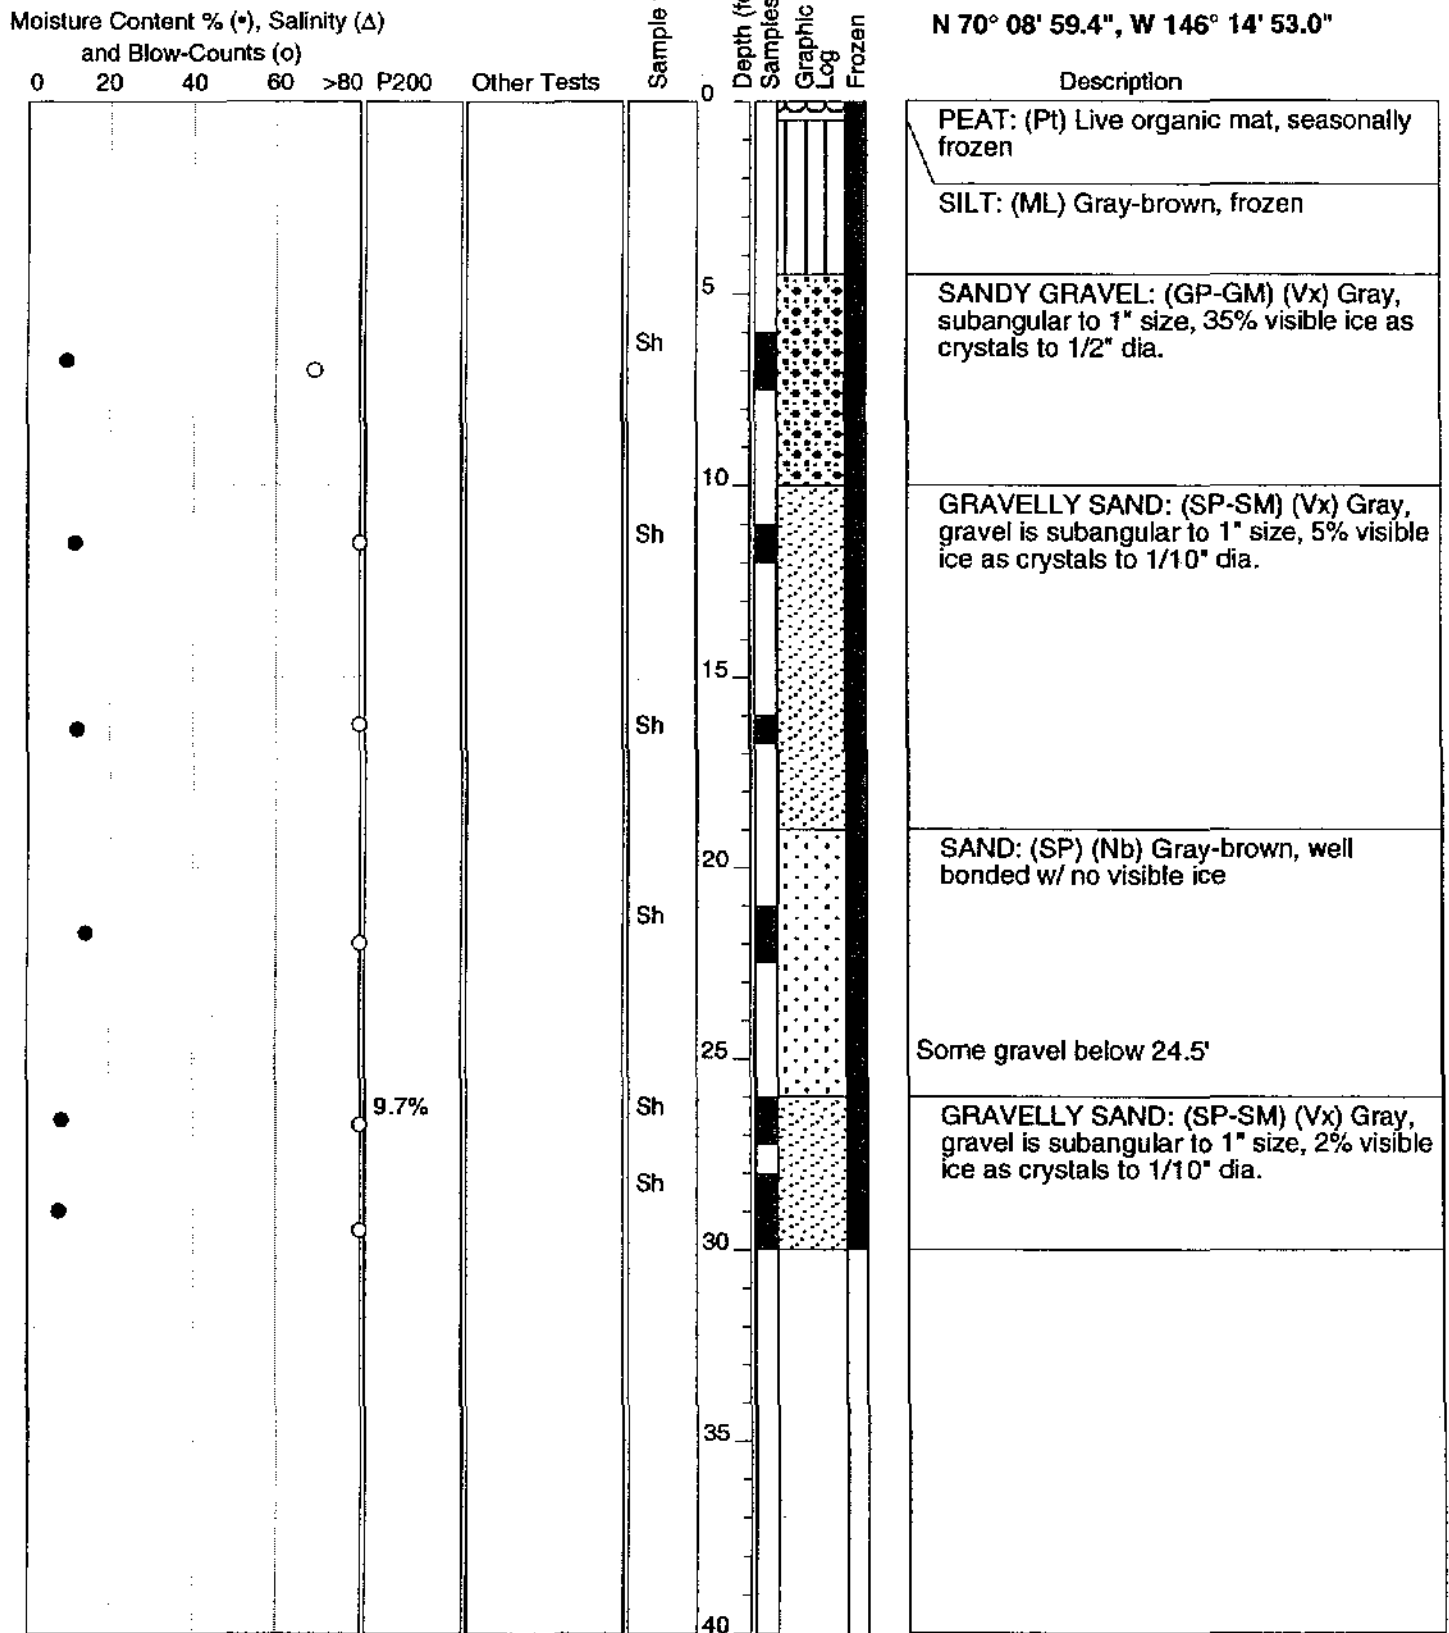 Moisture Content % (•), Salinity (Δ)
and Blow-Counts (o)
0 20 40 60 >80 P200 Other Tests
Sample
Depth
Samples
Graphic
Log
Frozen
N 70° 08' 59.4", W 146° 14' 53.0"
Description
0
PEAT: (Pt) Live organic mat, seasonally
frozen
SILT: (ML) Gray-brown, frozen
5
SANDY GRAVEL: (GP-GM) (Vx) Gray,
subangular to 1" size, 35% visible ice as
crystals to 1/2" dia.
Sh
10
GRAVELLY SAND: (SP-SM) (Vx) Gray,
gravel is subangular to 1" size, 5% visible
ice as crystals to 1/10" dia.
Sh
15
Sh
SAND: (SP) (Nb) Gray-brown, well
bonded w/ no visible ice
20
Sh
25
Some gravel below 24.5'
9.7%
Sh
GRAVELLY SAND: (SP-SM) (Vx) Gray,
gravel is subangular to 1" size, 2% visible
ice as crystals to 1/10" dia.
Sh
30
35
40